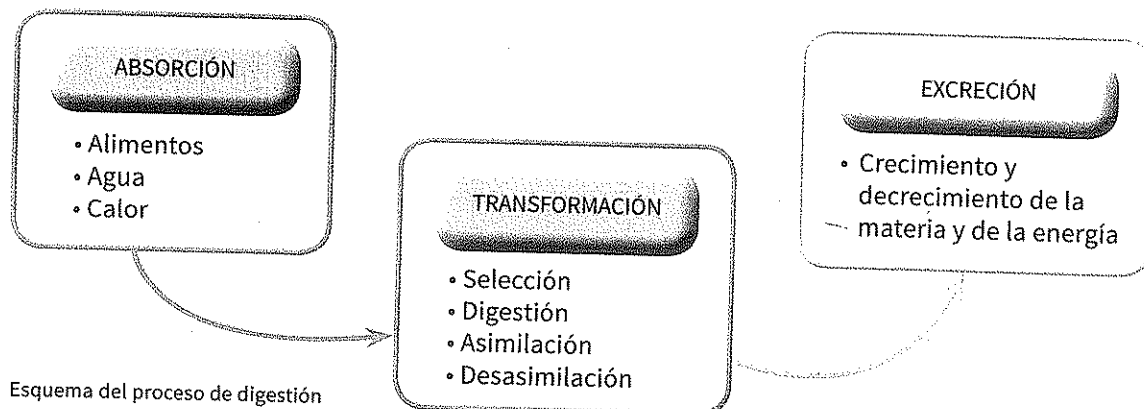 ABSORCIÓN
• Alimentos
• Agua
• Calor
TRANSFORMACIÓN
• Selección
• Digestión
• Asimilación
• Desasimilación
EXCRECIÓN
• Crecimiento y
decrecimiento de la
materia y de la energía
Esquema del proceso de digestión